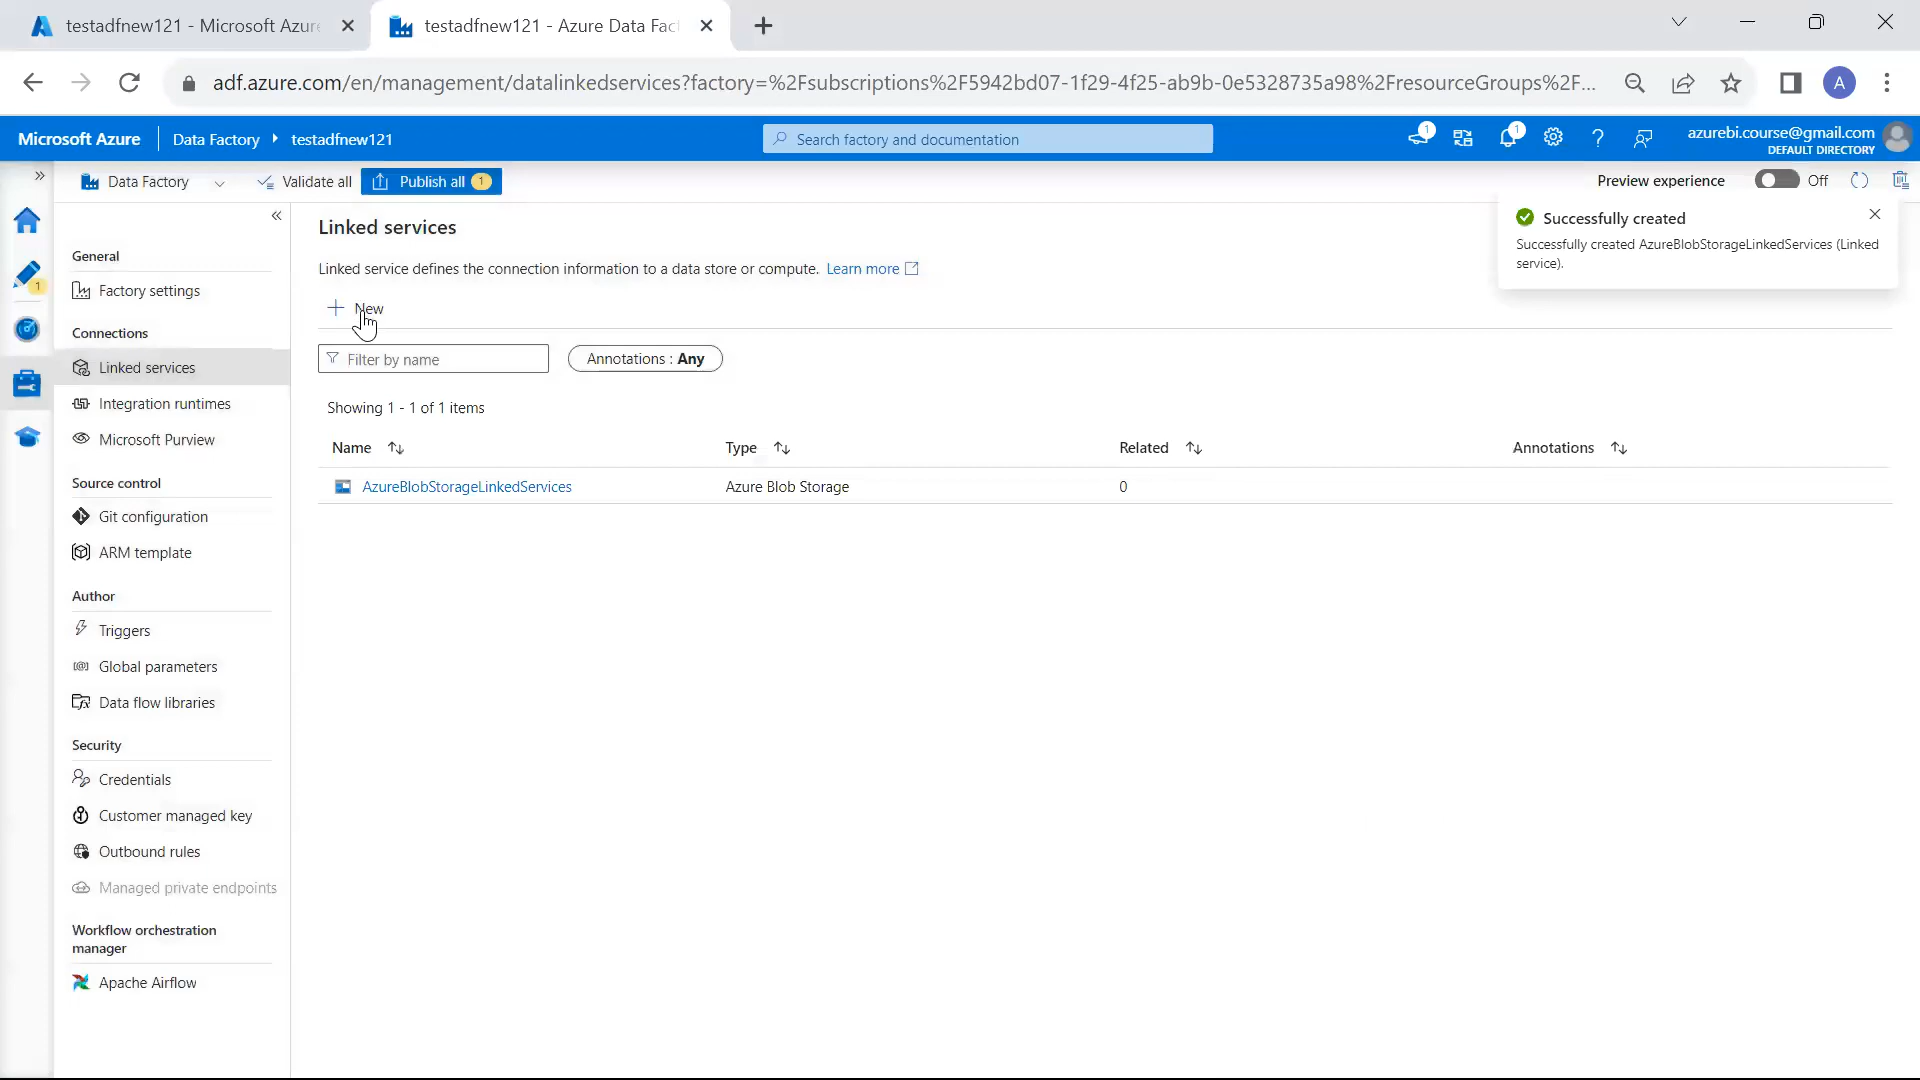 testadfnew121 - Microsoft Azure
testadfnew121 - Azure Data Fac
adf.azure.com/en/management/datalinkedservices?factory=%2Fsubscriptions%2F5942bd07-1f29-4f25-ab9b-0e5328735a98%2FresourceGroups%2F...
A
Microsoft Azure
Data Factory
testadfnew121
Search factory and documentation
1
1
azurebi.course@gmail.com
DEFAULT DIRECTORY
Data Factory
Validate all
Publish all
1
Preview experience
Off
Successfully created
Successfully created AzureBlobStorageLinkedServices (Linked
service).
1
General
Factory settings
Connections
Linked services
Integration runtimes
Microsoft Purview
Source control
Git configuration
ARM template
Author
Triggers
Global parameters
Data flow libraries
Security
Credentials
Customer managed key
Outbound rules
Managed private endpoints
Workflow orchestration
manager
Apache Airflow
Linked services
Linked service defines the connection information to a data store or compute. Learn more
New
Filter by name
Annotations : Any
Showing 1 - 1 of 1 items
Name
Type
Related
Annotations
AzureBlobStorageLinkedServices
Azure Blob Storage
0